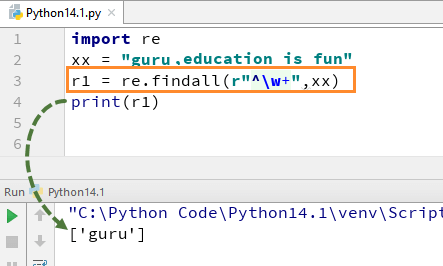 Python14.1.py ×
1 import re
2 xx = "guru,education is fun"
3 r1 = re.findall(r"^\w+",xx)
4 print(r1)
5
6
Run Python14.1
"C:\Python Code\Python14.1\venv\Script
['guru']